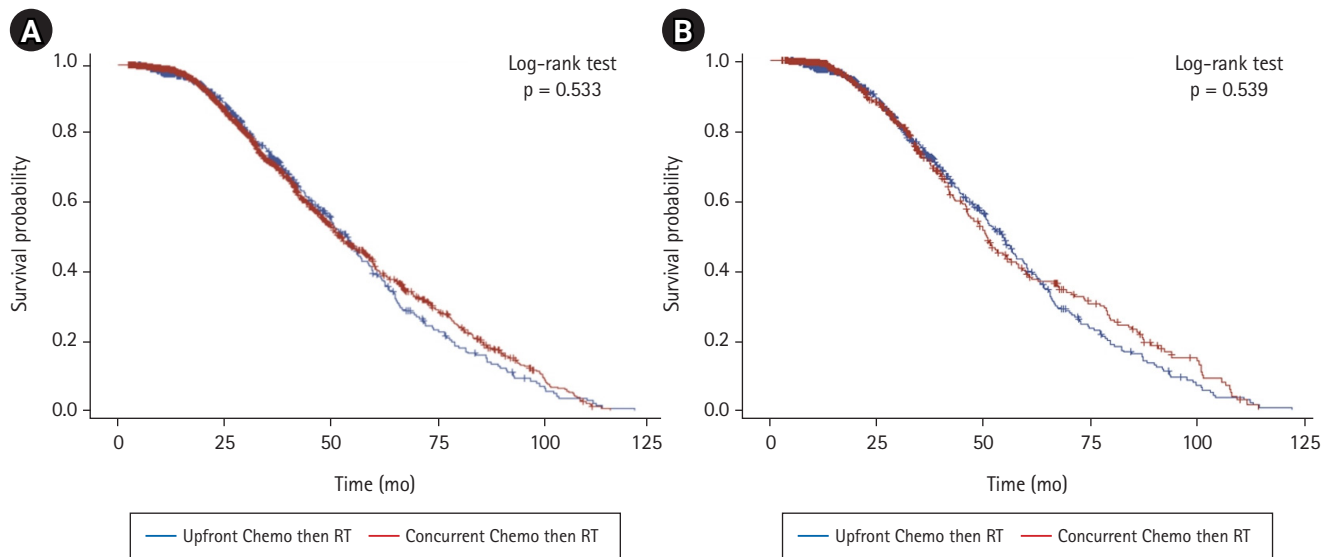 A
Log-rank test
p = 0.533
Survival probability
1.0
0.8
0.6
0.4
0.2
0.0
0 25 50 75 100 125
Time (mo)
Upfront Chemo then RT Concurrent Chemo then RT
B
Log-rank test
p = 0.539
Survival probability
1.0
0.8
0.6
0.4
0.2
0.0
0 25 50 75 100 125
Time (mo)
Upfront Chemo then RT Concurrent Chemo then RT